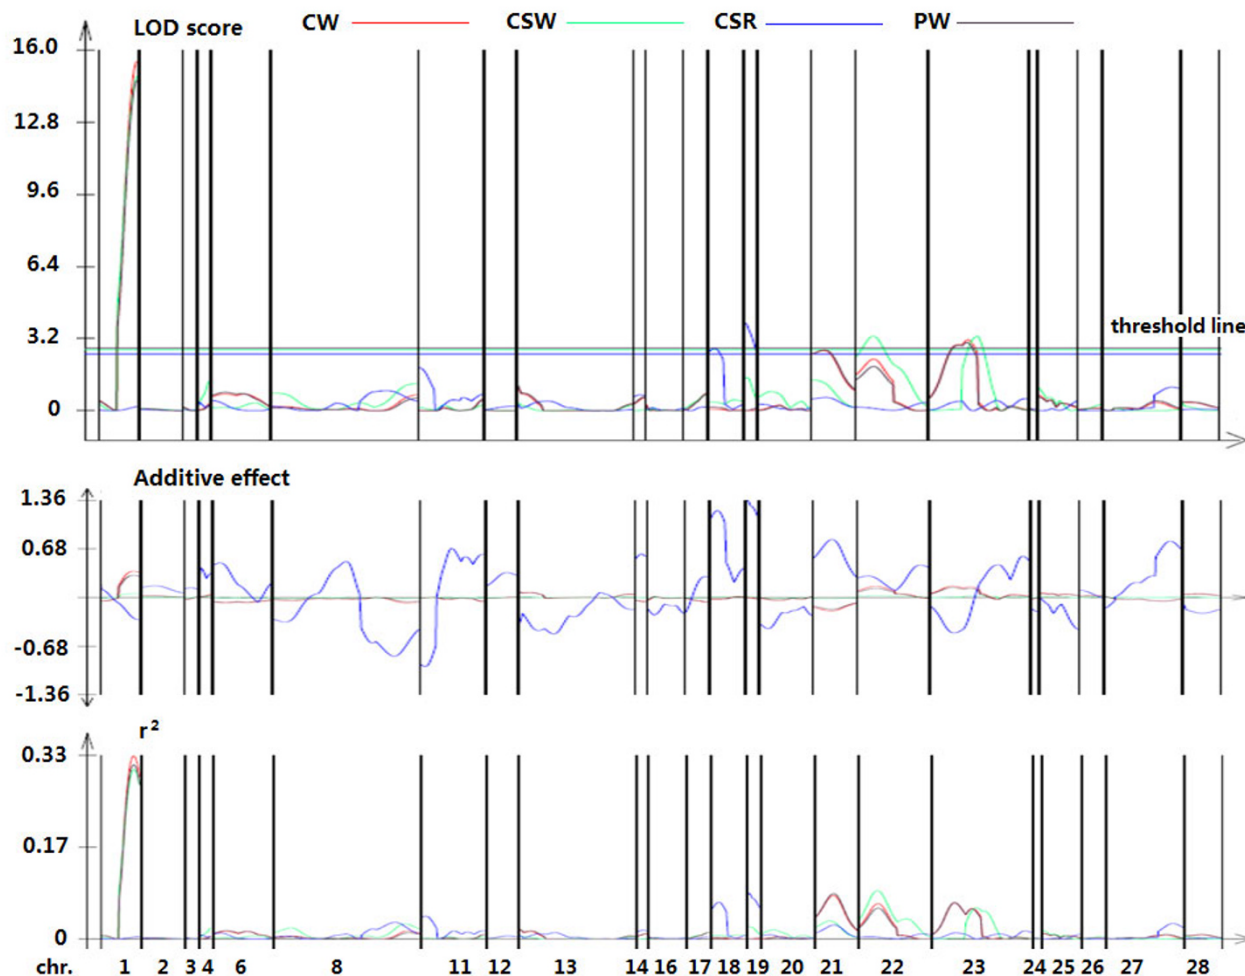 LOD score CW CSW CSR PW
16.0
12.8
9.6
6.4
3.2
threshold line
0
Additive effect
1.36
0.68
-0.68
-1.36
r²
0.33
0.17
0
chr. 1 2 3 4 6 8 11 12 13 14 16 17 18 19 20 21 22 23 24 25 26 27 28